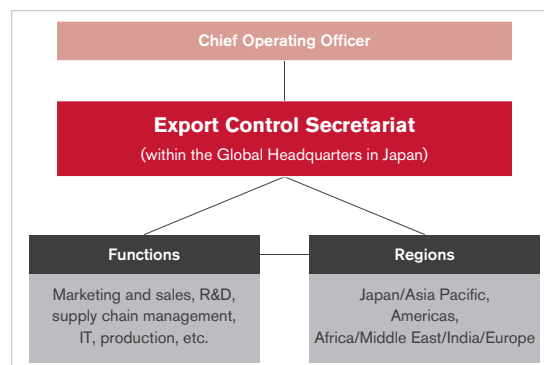 Chief Operating Officer
Export Control Secretariat
(within the Global Headquarters in Japan)
Functions
Marketing and sales, R&D,
supply chain management,
IT, production, etc.
Regions
Japan/Asia Pacific,
Americas,
Africa/Middle East/India/Europe